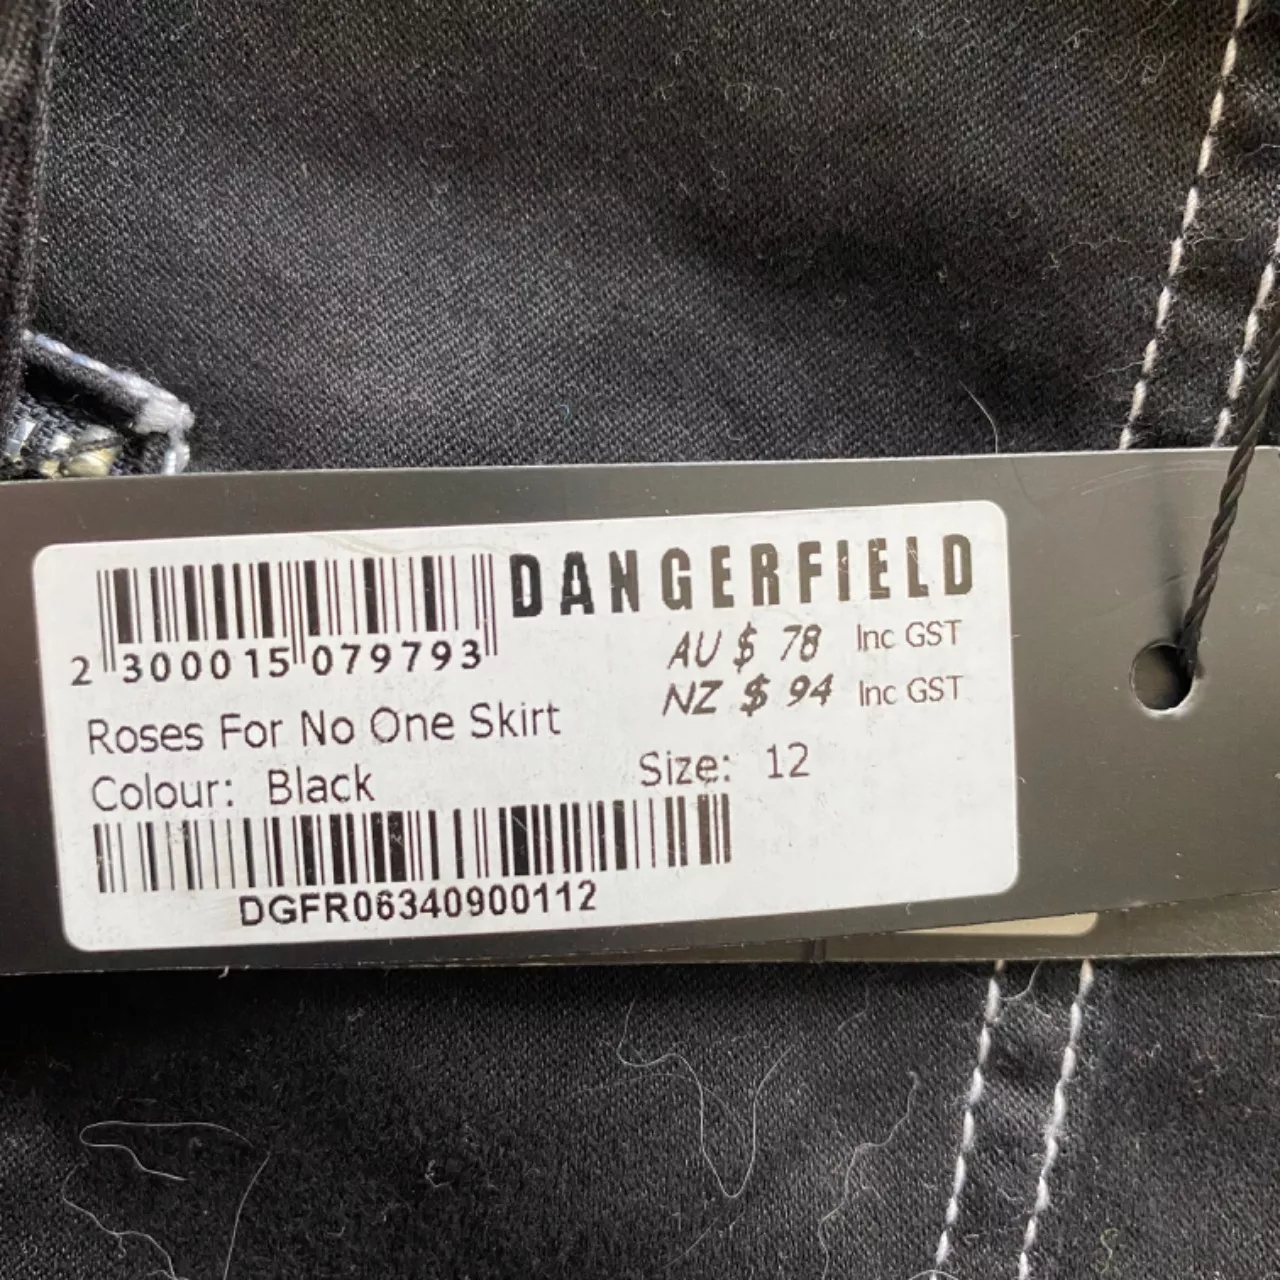 DANGERFIELD
2 300015 079793
AU $ 78 Inc GST
NZ $ 94 Inc GST
Roses For No One Skirt
Colour: Black Size: 12
DGFR06340900112